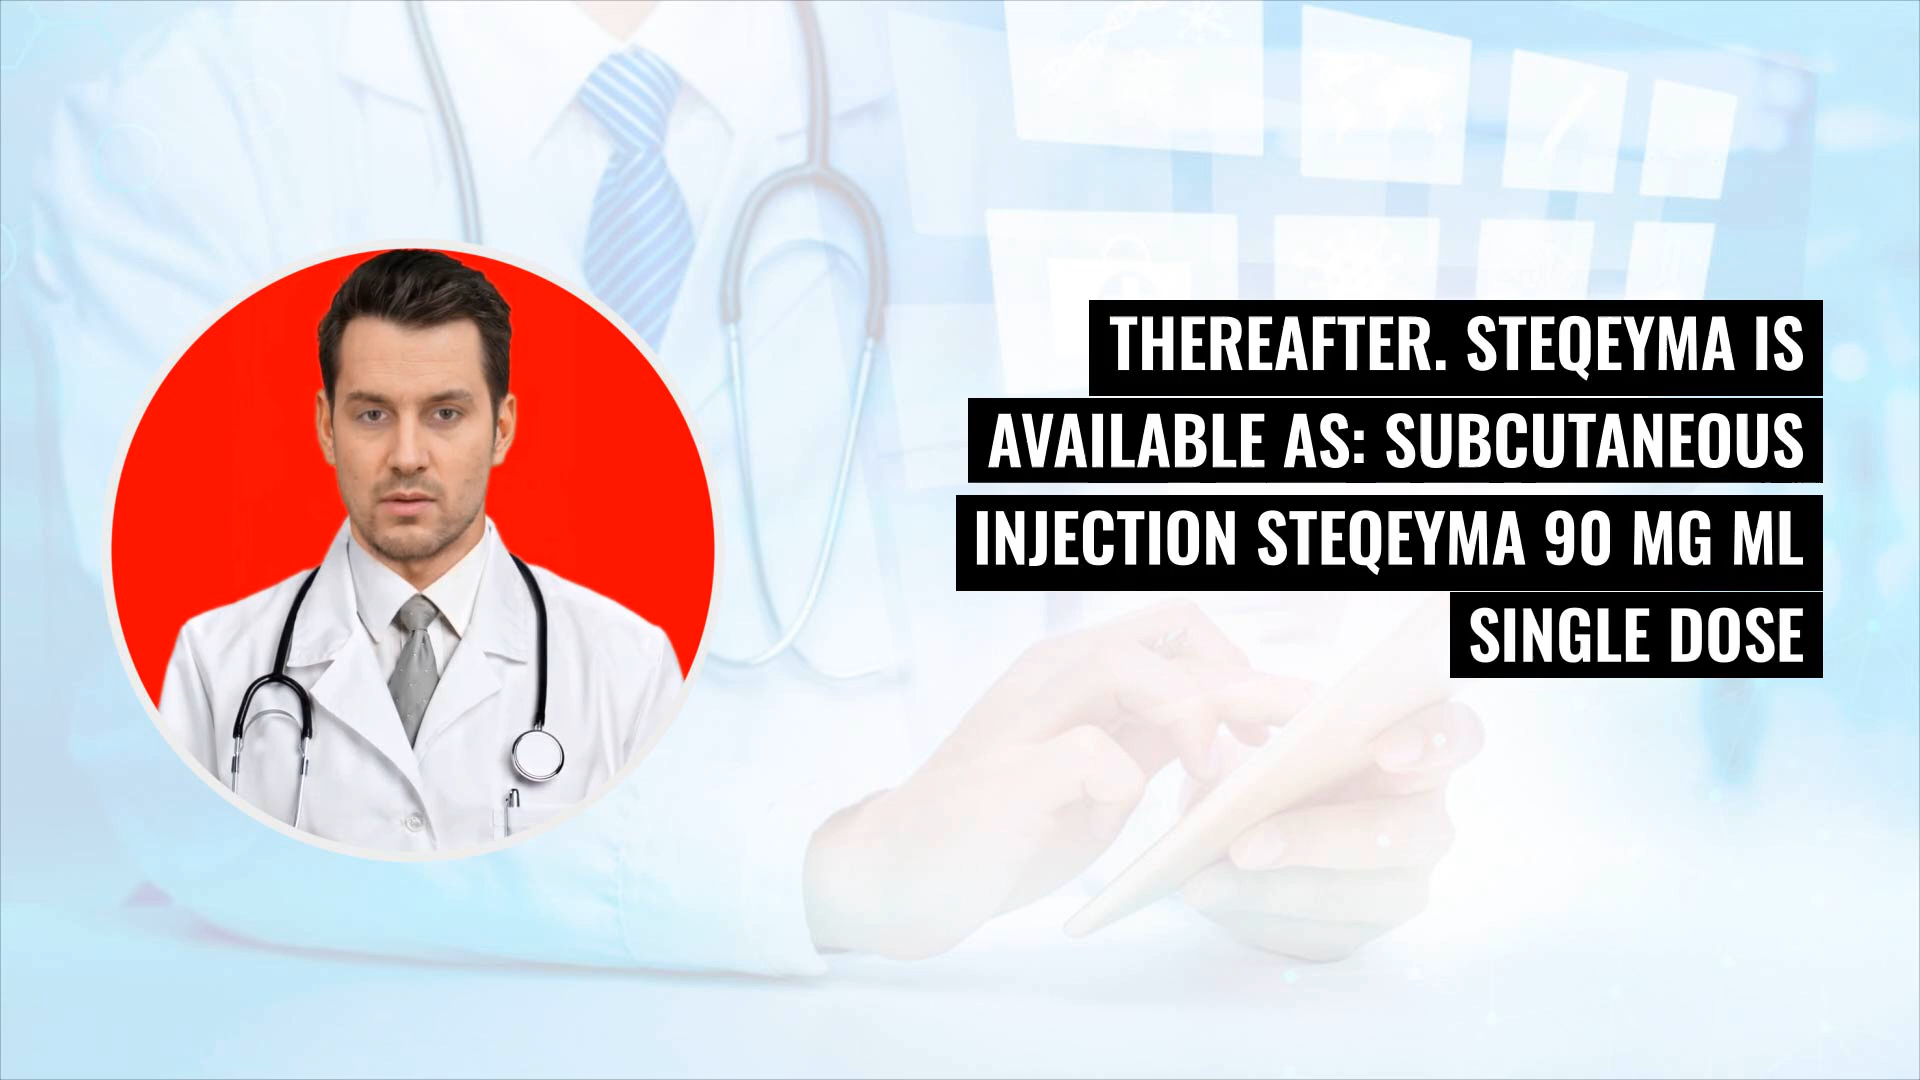 THEREAFTER. STEQEYMA IS
AVAILABLE AS: SUBCUTANEOUS
INJECTION STEQEYMA 90 MG ML
SINGLE DOSE